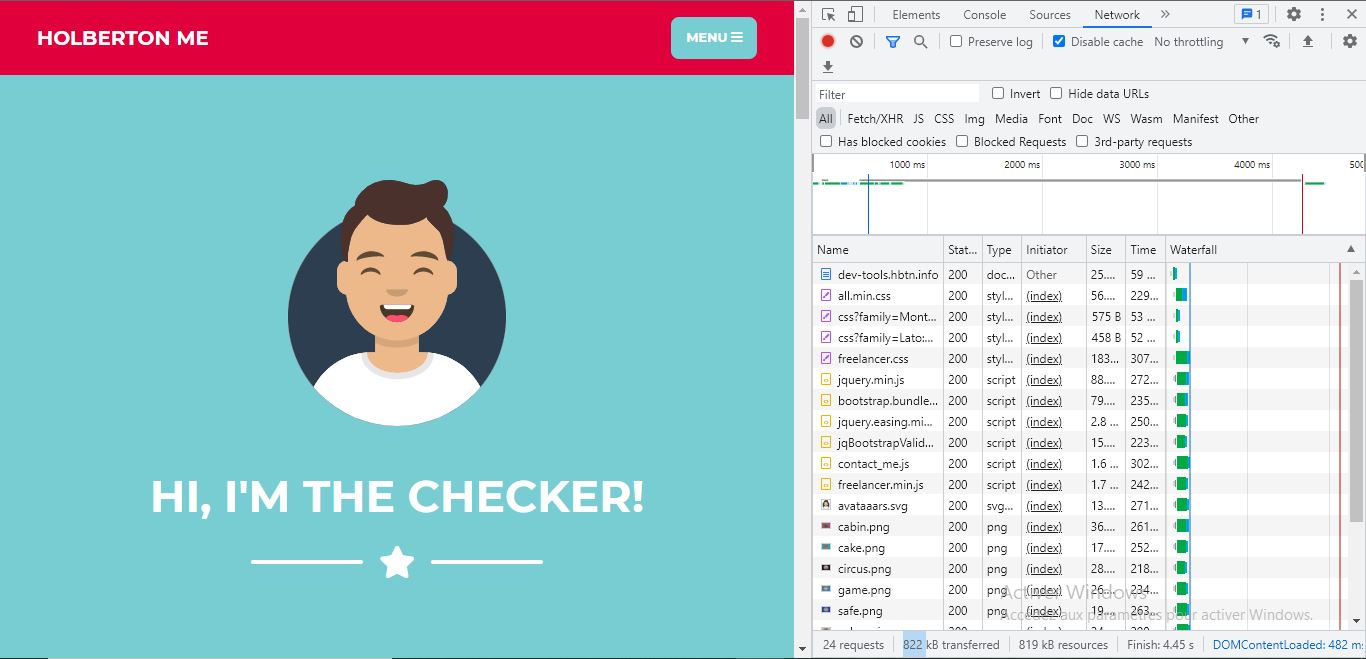 HOLBERTON ME
MENU
HI, I'M THE CHECKER!
Elements Console Sources Network 1
Preserve log Disable cache No throttling
Filter Invert Hide data URLs
All Fetch/XHR JS CSS Img Media Font Doc WS Wasm Manifest Other
Has blocked cookies Blocked Requests 3rd-party requests
1000 ms 2000 ms 3000 ms 4000 ms 500
Name Stat... Type Initiator Size Time Waterfall
dev-tools.hbtn.info 200 doc... Other 25.... 59 ...
all.min.css 200 styl... (index) 56.... 229...
css?family=Mont... 200 styl... (index) 575 B 53 ...
css?family=Lato:... 200 styl... (index) 458 B 52 ...
freelancer.css 200 styl... (index) 183... 307...
jquery.min.js 200 script (index) 88.... 272...
bootstrap.bundle... 200 script (index) 79.... 235...
jquery.easing.mi... 200 script (index) 2.8 ... 250...
jqBootstrapValid... 200 script (index) 15.... 223...
contact_me.js 200 script (index) 1.6 ... 302...
freelancer.min.js 200 script (index) 1.7 ... 242...
avataaars.svg 200 svg... (index) 13.... 271...
cabin.png 200 png (index) 36.... 261...
cake.png 200 png (index) 17.... 252...
circus.png 200 png (index) 28.... 218...
game.png 200 png (index) 26.... 234...
Activer Windows
safe.png 200 png (index) 19.... 263...
Accédez aux paramètres pour activer Windows.
24 requests 822 kB transferred 819 kB resources Finish: 4.45 s DOMContentLoaded: 482 m